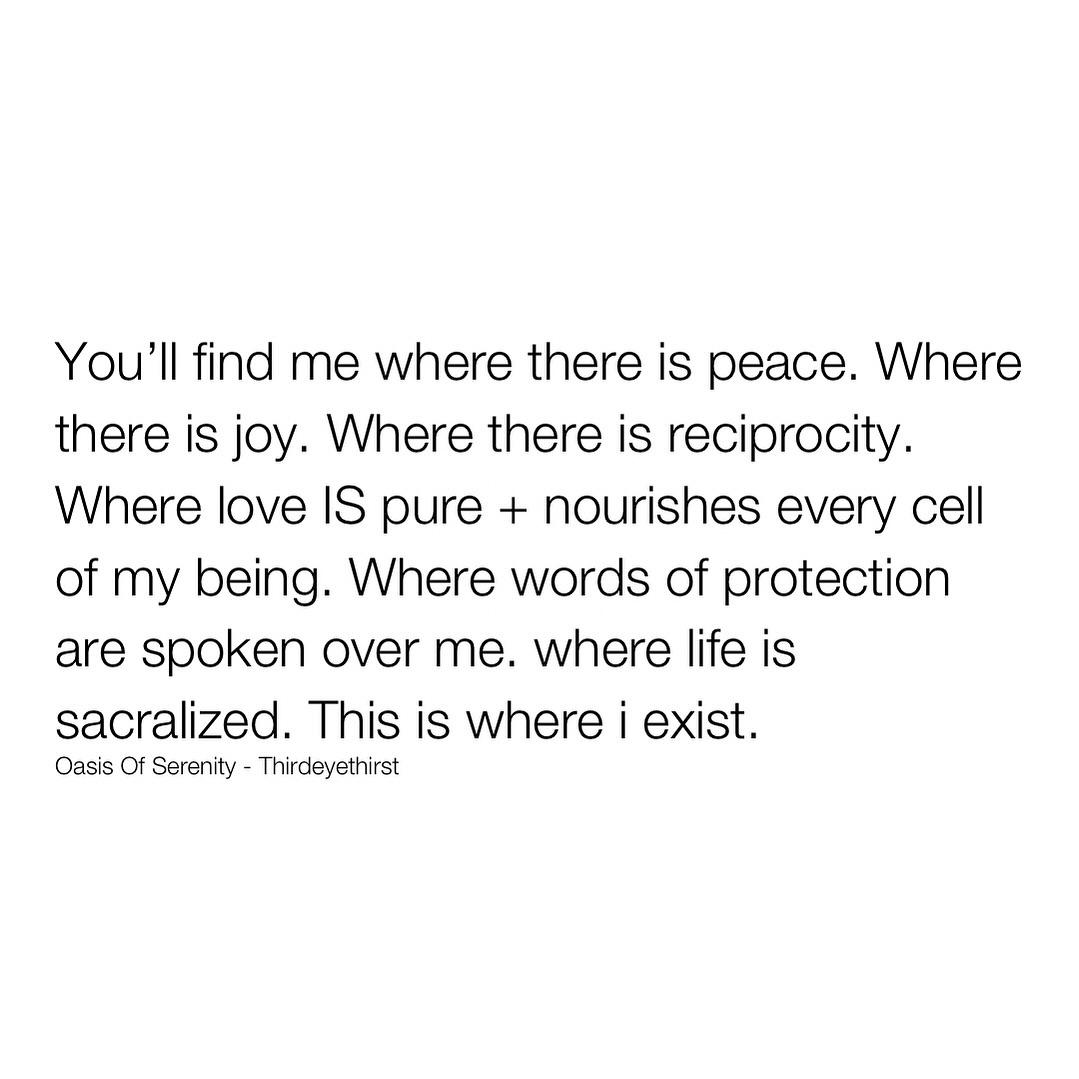 You’ll find me where there is peace. Where
there is joy. Where there is reciprocity.
Where love IS pure + nourishes every cell
of my being. Where words of protection
are spoken over me. where life is
sacralized. This is where i exist.
Oasis Of Serenity - Thirdeyethirst